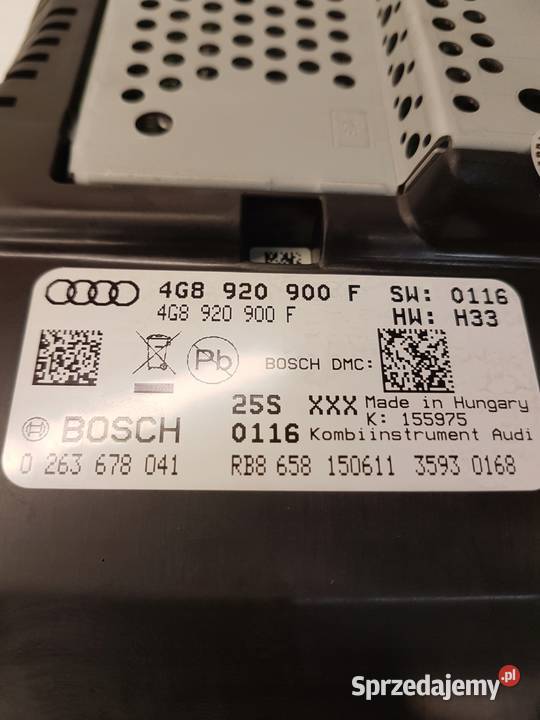 4G8 920 900 F SW: 0116
4G8 920 900 F HW: H33
Pb BOSCH DMC:
25S XXX Made in Hungary
K: 155975
BOSCH 0116 Kombiinstrument Audi
0 263 678 041 RB8 658 150611 3593 0168
Sprzedajemy.pl